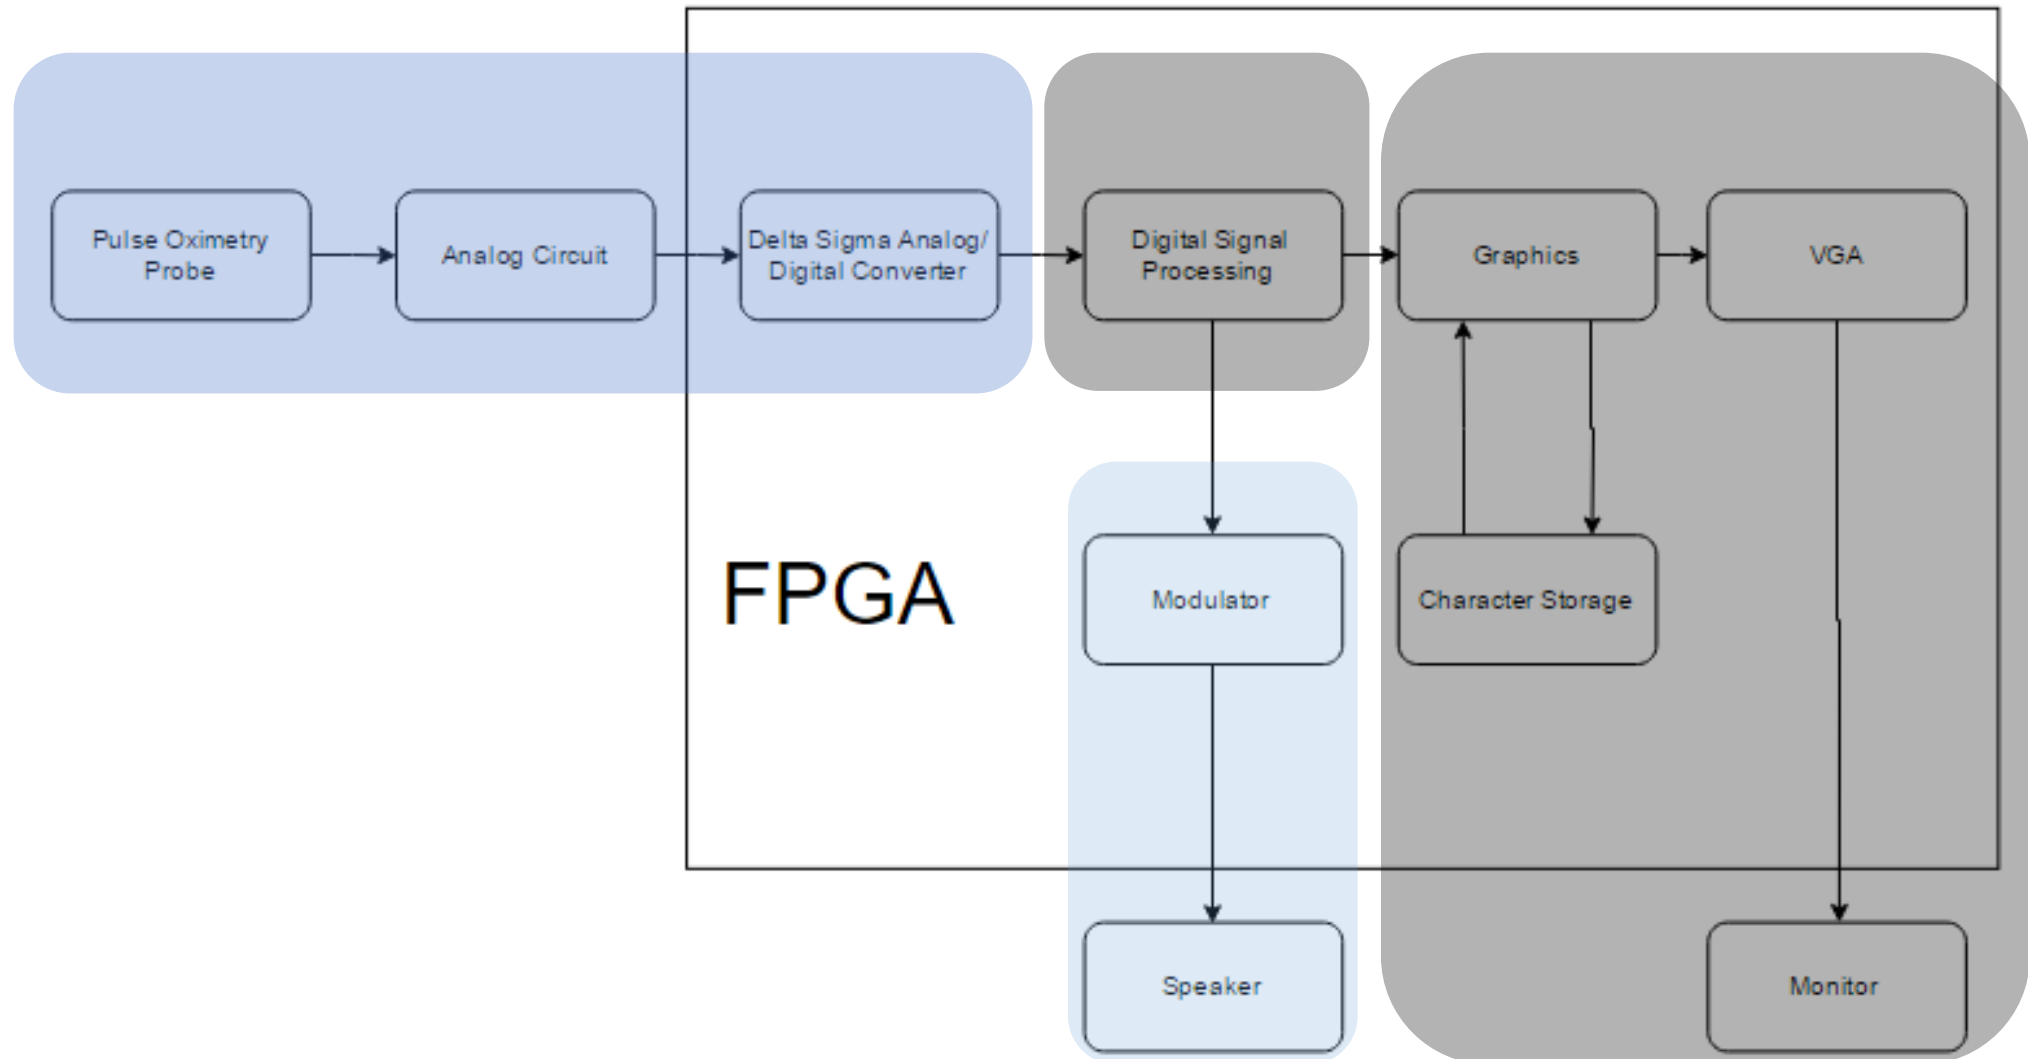 Pulse Oximetry
Probe
Analog Circuit
Delta Sigma Analog/
Digital Converter
Digital Signal
Processing
Graphics
VGA
FPGA
Modulator
Character Storage
Speaker
Monitor